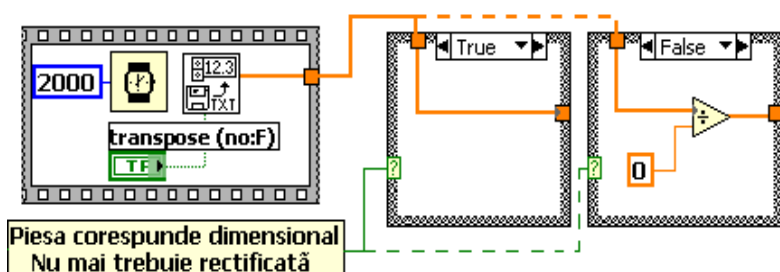 2000
12.3
TXT
transpose (no:F)
TF
True
False
?
?
÷
0
Piesa corespunde dimensional
Nu mai trebuie rectificată